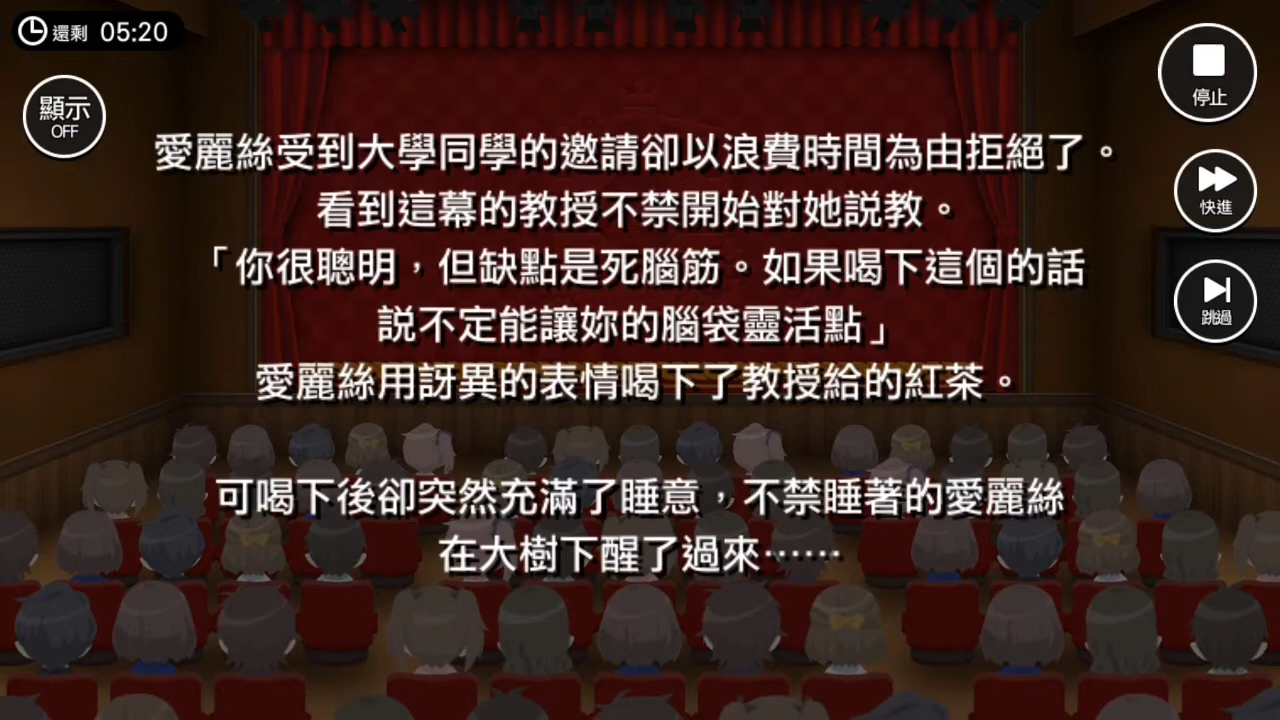 還剩 05:20
顯示
OFF
停止
快進
跳過
愛麗絲受到大學同學的邀請卻以浪費時間為由拒絕了。
看到這幕的教授不禁開始對她説教。
「你很聰明，但缺點是死腦筋。如果喝下這個的話
説不定能讓妳的腦袋靈活點」
愛麗絲用訝異的表情喝下了教授給的紅茶。
可喝下後卻突然充滿了睡意，不禁睡著的愛麗絲
在大樹下醒了過來……